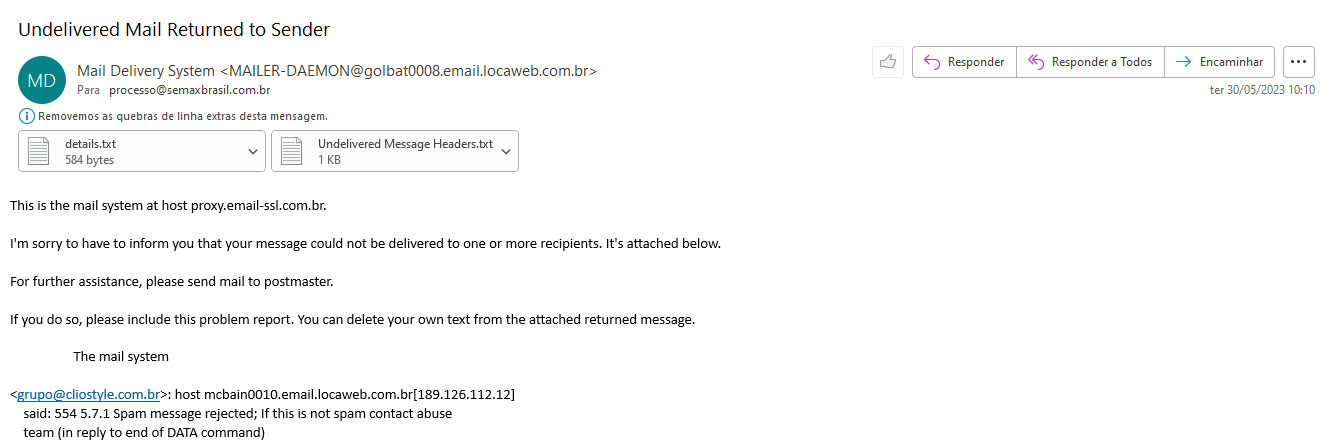 Undelivered Mail Returned to Sender
MD
Mail Delivery System <MAILER-DAEMON@golbat0008.email.locaweb.com.br>
Para processo@semaxbrasil.com.br
Responder
Responder a Todos
Encaminhar
ter 30/05/2023 10:10
Removemos as quebras de linha extras desta mensagem.
details.txt
584 bytes
Undelivered Message Headers.txt
1 KB
This is the mail system at host proxy.email-ssl.com.br.
I'm sorry to have to inform you that your message could not be delivered to one or more recipients. It's attached below.
For further assistance, please send mail to postmaster.
If you do so, please include this problem report. You can delete your own text from the attached returned message.
The mail system
<grupo@cliostyle.com.br>: host mcbain0010.email.locaweb.com.br[189.126.112.12]
said: 554 5.7.1 Spam message rejected; If this is not spam contact abuse
team (in reply to end of DATA command)